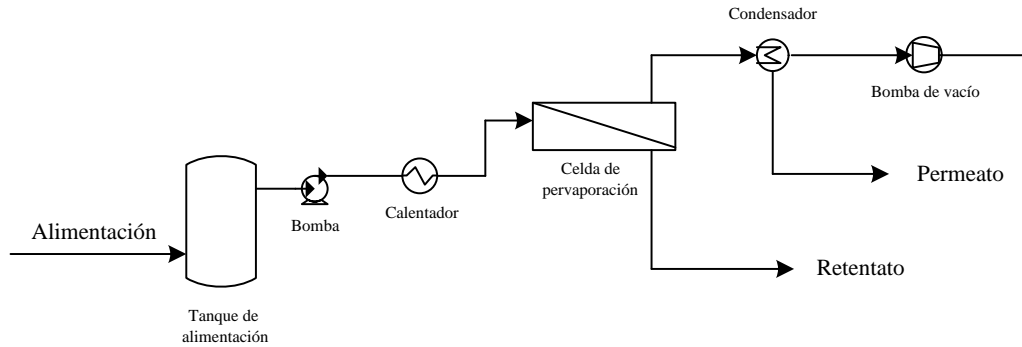 Condensador
Bomba de vacío
Celda de
pervaporación
Permeato
Calentador
Bomba
Alimentación
Retentato
Tanque de
alimentación